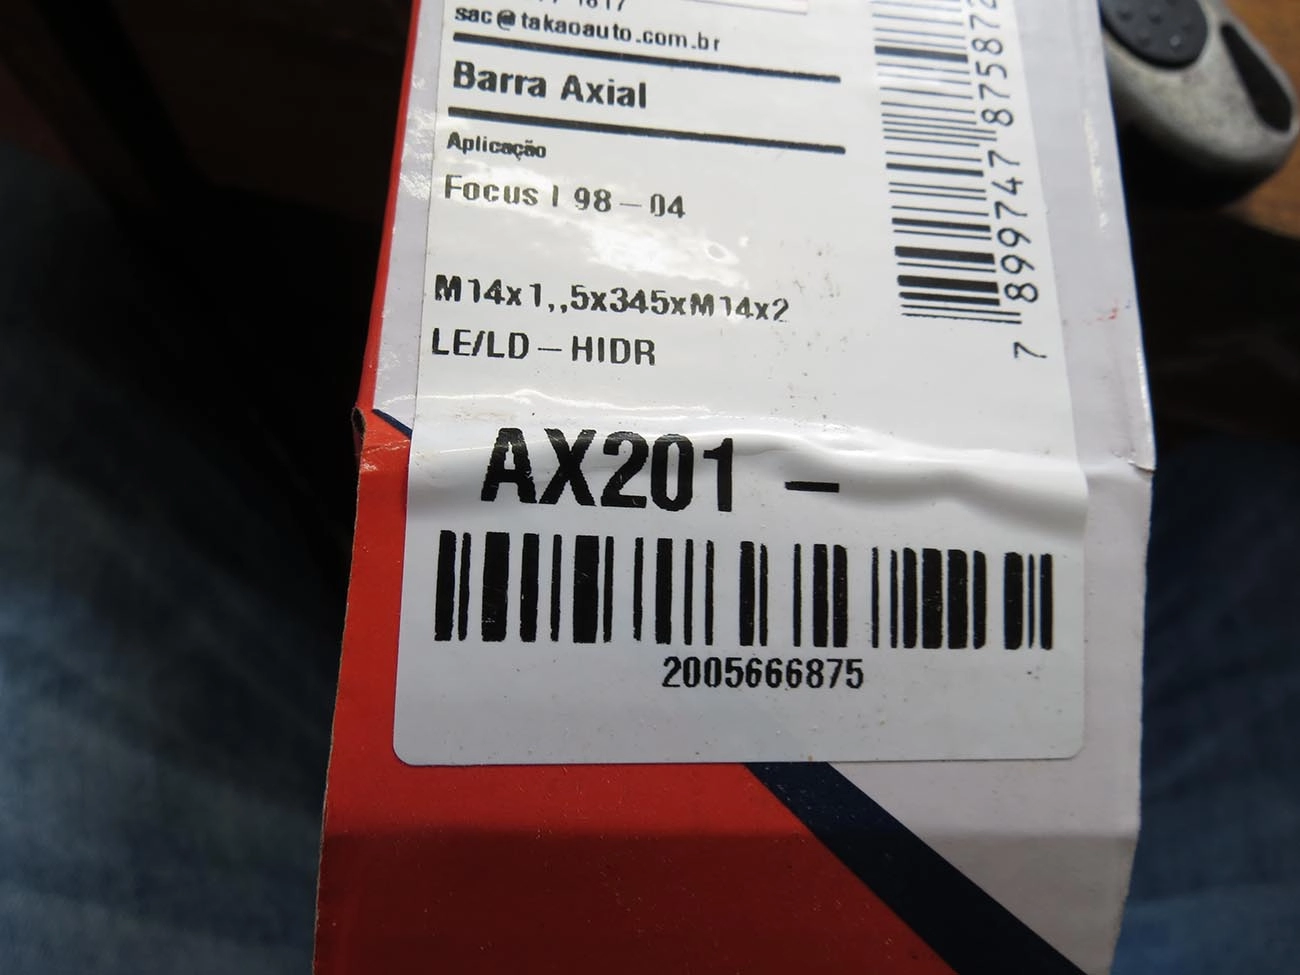 sac@takaoauto.com.br
Barra Axial
Aplicação
Focus I 98 – 04
M14x1,,5x345xM14x2
LE/LD – HIDR
AX201 –
2005666875
7 899747 87587